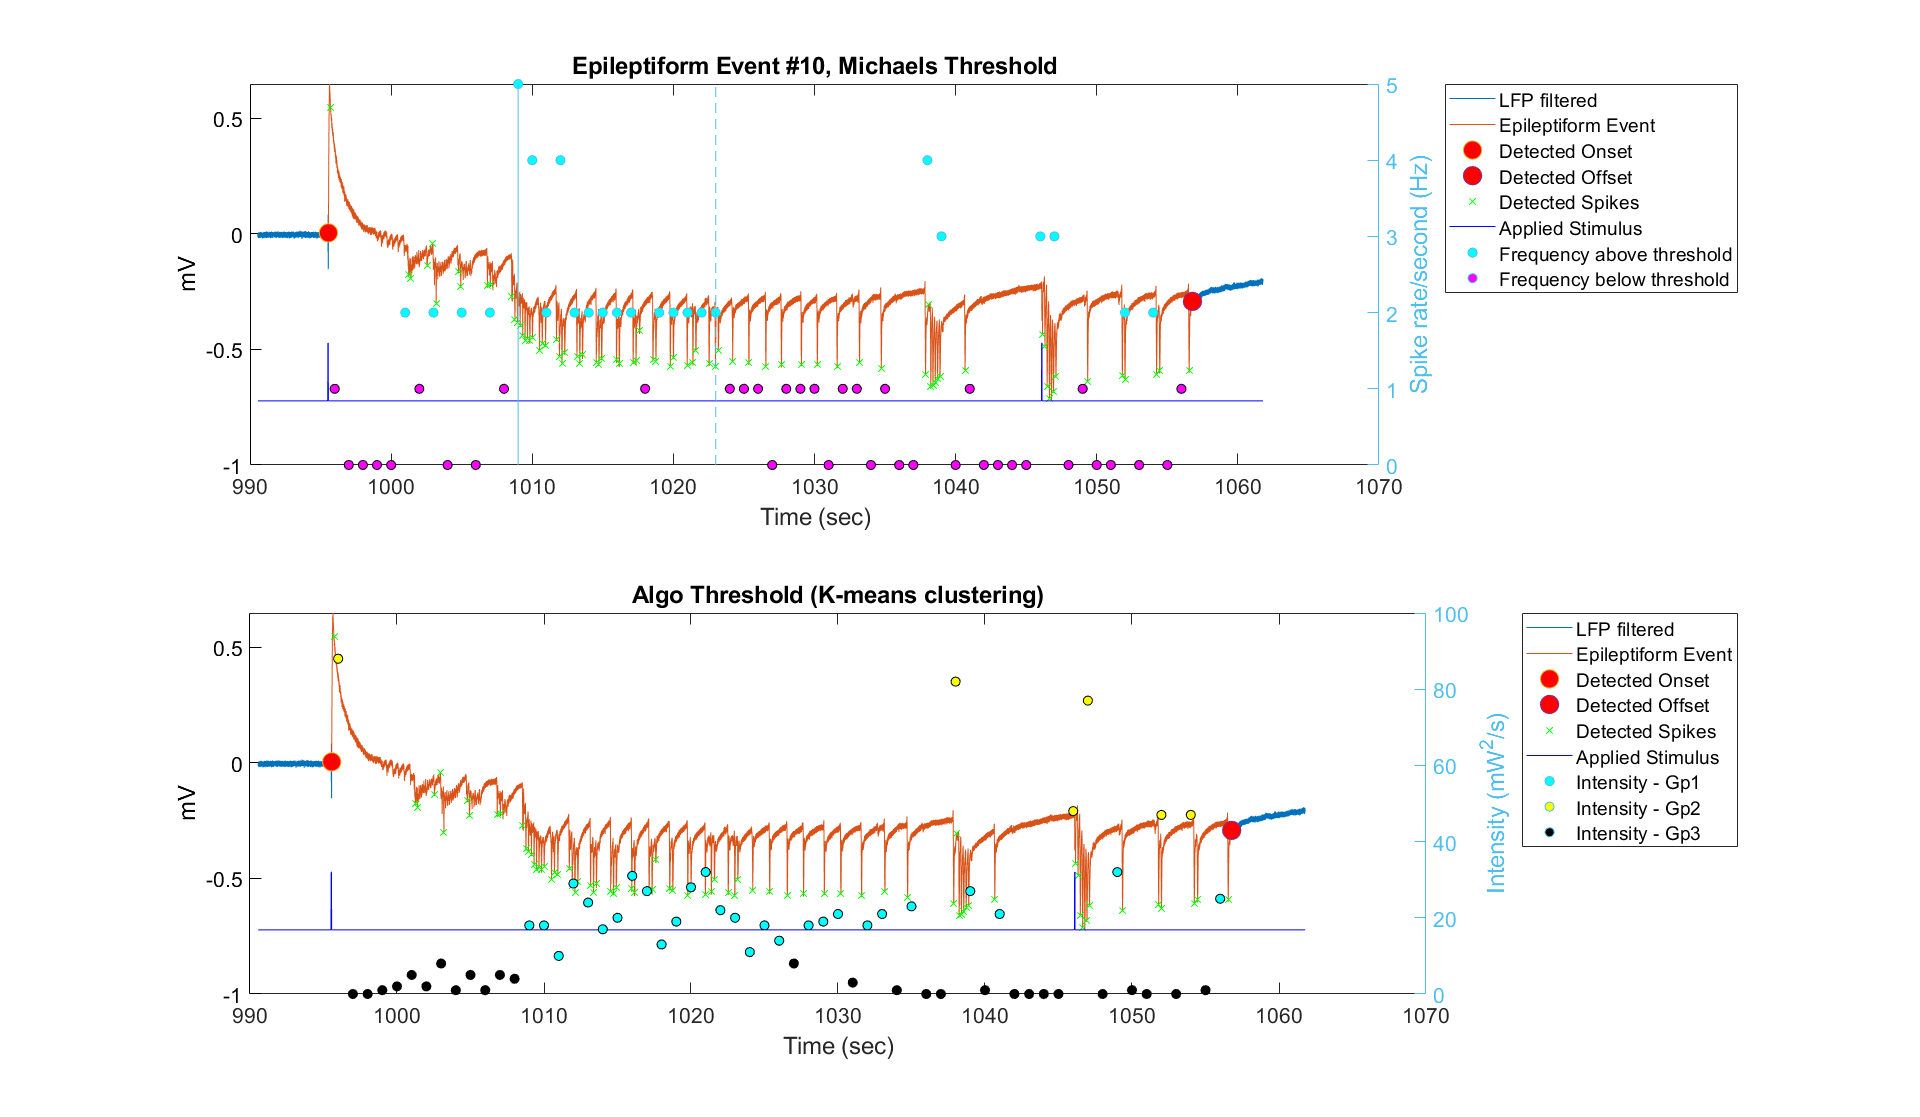 Epileptiform Event #10, Michaels Threshold
0.5
0
-0.5
-1
mV
990
1000
1010
1020
1030
1040
1050
1060
1070
Time (sec)
5
4
3
2
1
0
Spike rate/second (Hz)
LFP filtered
Epileptiform Event
Detected Onset
Detected Offset
Detected Spikes
Applied Stimulus
Frequency above threshold
Frequency below threshold
Algo Threshold (K-means clustering)
0.5
0
-0.5
-1
mV
990
1000
1010
1020
1030
1040
1050
1060
1070
Time (sec)
100
80
60
40
20
0
Intensity (mW²/s)
LFP filtered
Epileptiform Event
Detected Onset
Detected Offset
Detected Spikes
Applied Stimulus
Intensity - Gp1
Intensity - Gp2
Intensity - Gp3